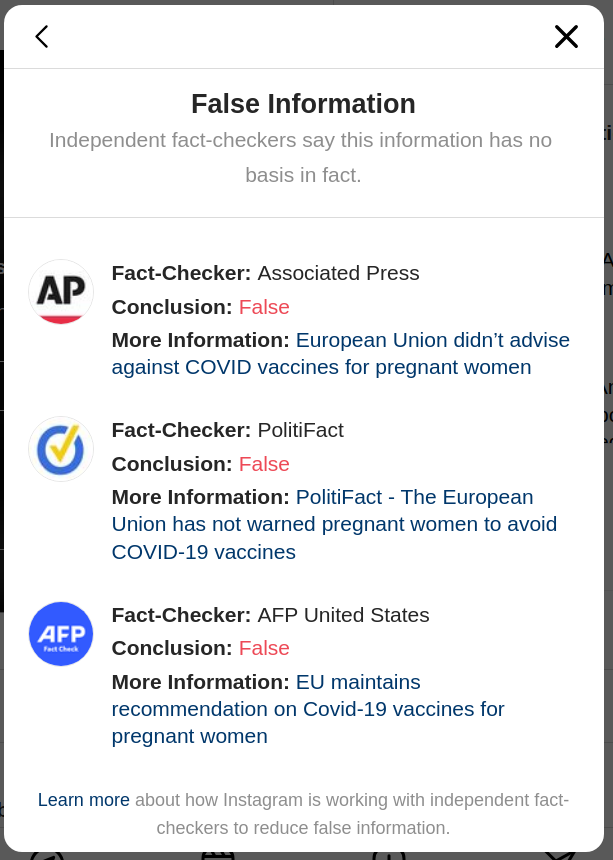 False Information
Independent fact-checkers say this information has no
basis in fact.
AP
Fact-Checker: Associated Press
Conclusion: False
More Information: European Union didn’t advise
against COVID vaccines for pregnant women
Fact-Checker: PolitiFact
Conclusion: False
More Information: PolitiFact - The European
Union has not warned pregnant women to avoid
COVID-19 vaccines
AFP
Fact Check
Fact-Checker: AFP United States
Conclusion: False
More Information: EU maintains
recommendation on Covid-19 vaccines for
pregnant women
Learn more about how Instagram is working with independent fact-
checkers to reduce false information.